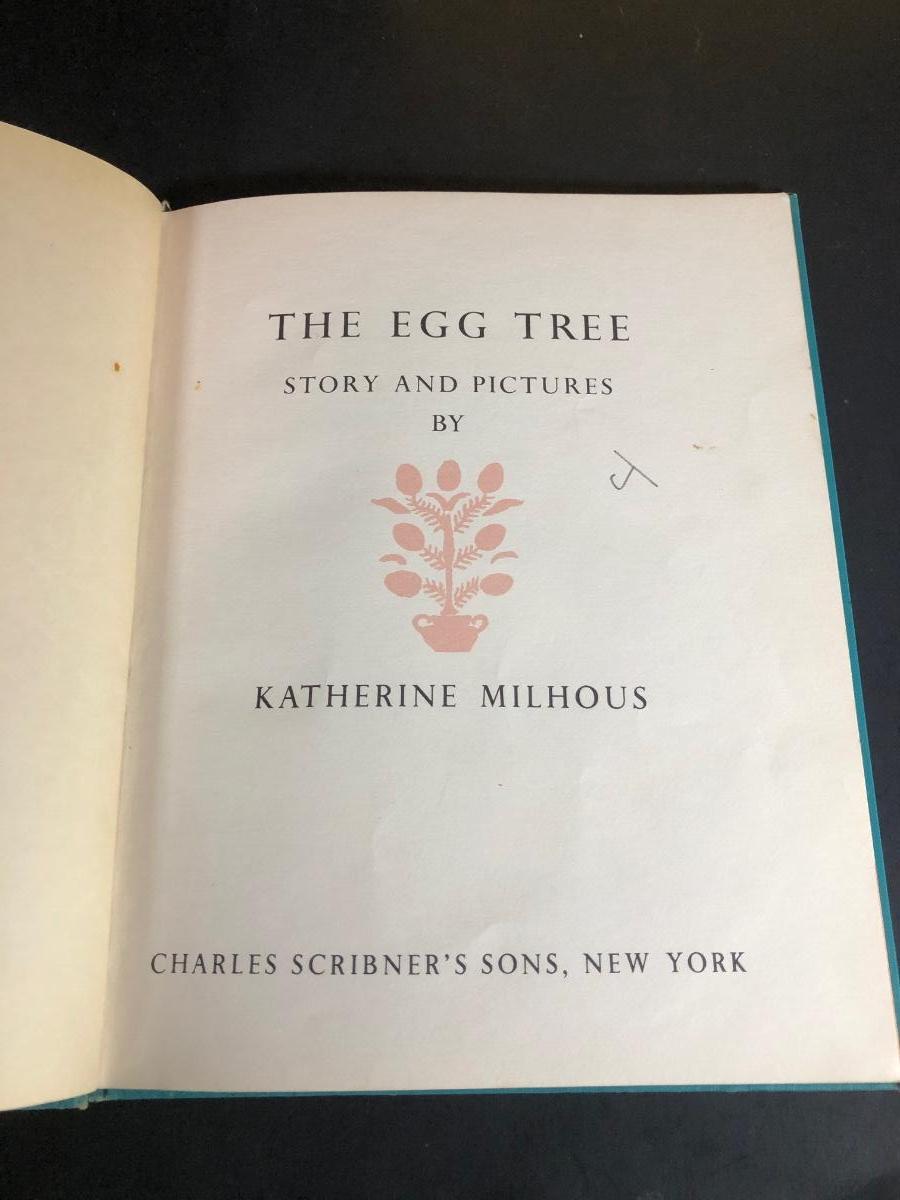 THE EGG TREE
STORY AND PICTURES
BY
J
KATHERINE MILHOUS
CHARLES SCRIBNER'S SONS, NEW YORK